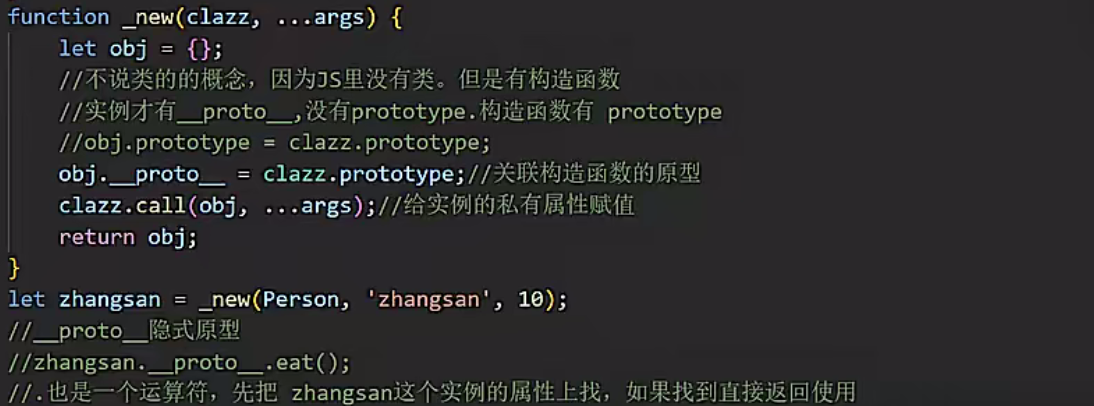 function _new(clazz, ...args) {
let obj = {};
//不说类的的概念，因为JS里没有类。但是有构造函数
//实例才有__proto__,没有prototype.构造函数有 prototype
//obj.prototype = clazz.prototype;
obj.__proto__ = clazz.prototype;//关联构造函数的原型
clazz.call(obj, ...args);//给实例的私有属性赋值
return obj;
}
let zhangsan = _new(Person, 'zhangsan', 10);
//__proto__隐式原型
//zhangsan.__proto__.eat();
//.也是一个运算符，先把 zhangsan这个实例的属性上找，如果找到直接返回使用